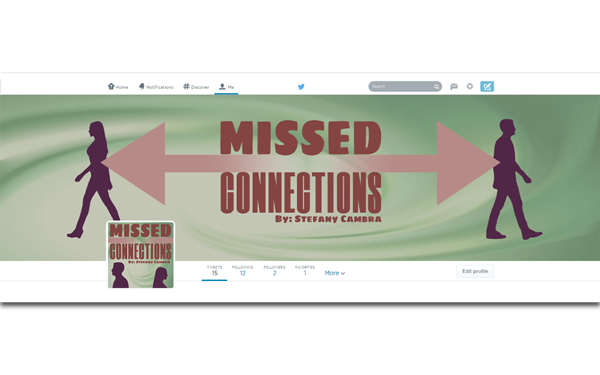 Home Notifications Discover Me Search
MISSED
CONNECTIONS
By: Stefany Cambra
MISSED
CONNECTIONS
By: Stefany Cambra
TWEETS FOLLOWING FOLLOWERS FAVORITES
15 12 2 1 More Edit profile